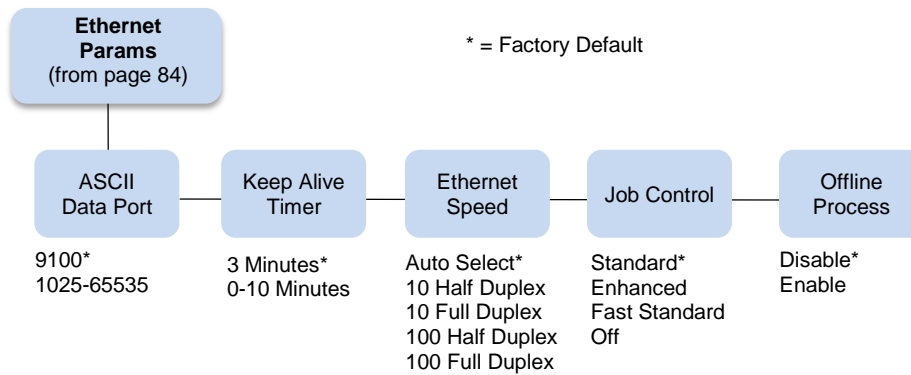 Ethernet
Params
(from page 84)
* = Factory Default
ASCII
Data Port
Keep Alive
Timer
Ethernet
Speed
Job Control
Offline
Process
9100*
1025-65535
3 Minutes*
0-10 Minutes
Auto Select*
10 Half Duplex
10 Full Duplex
100 Half Duplex
100 Full Duplex
Standard*
Enhanced
Fast Standard
Off
Disable*
Enable